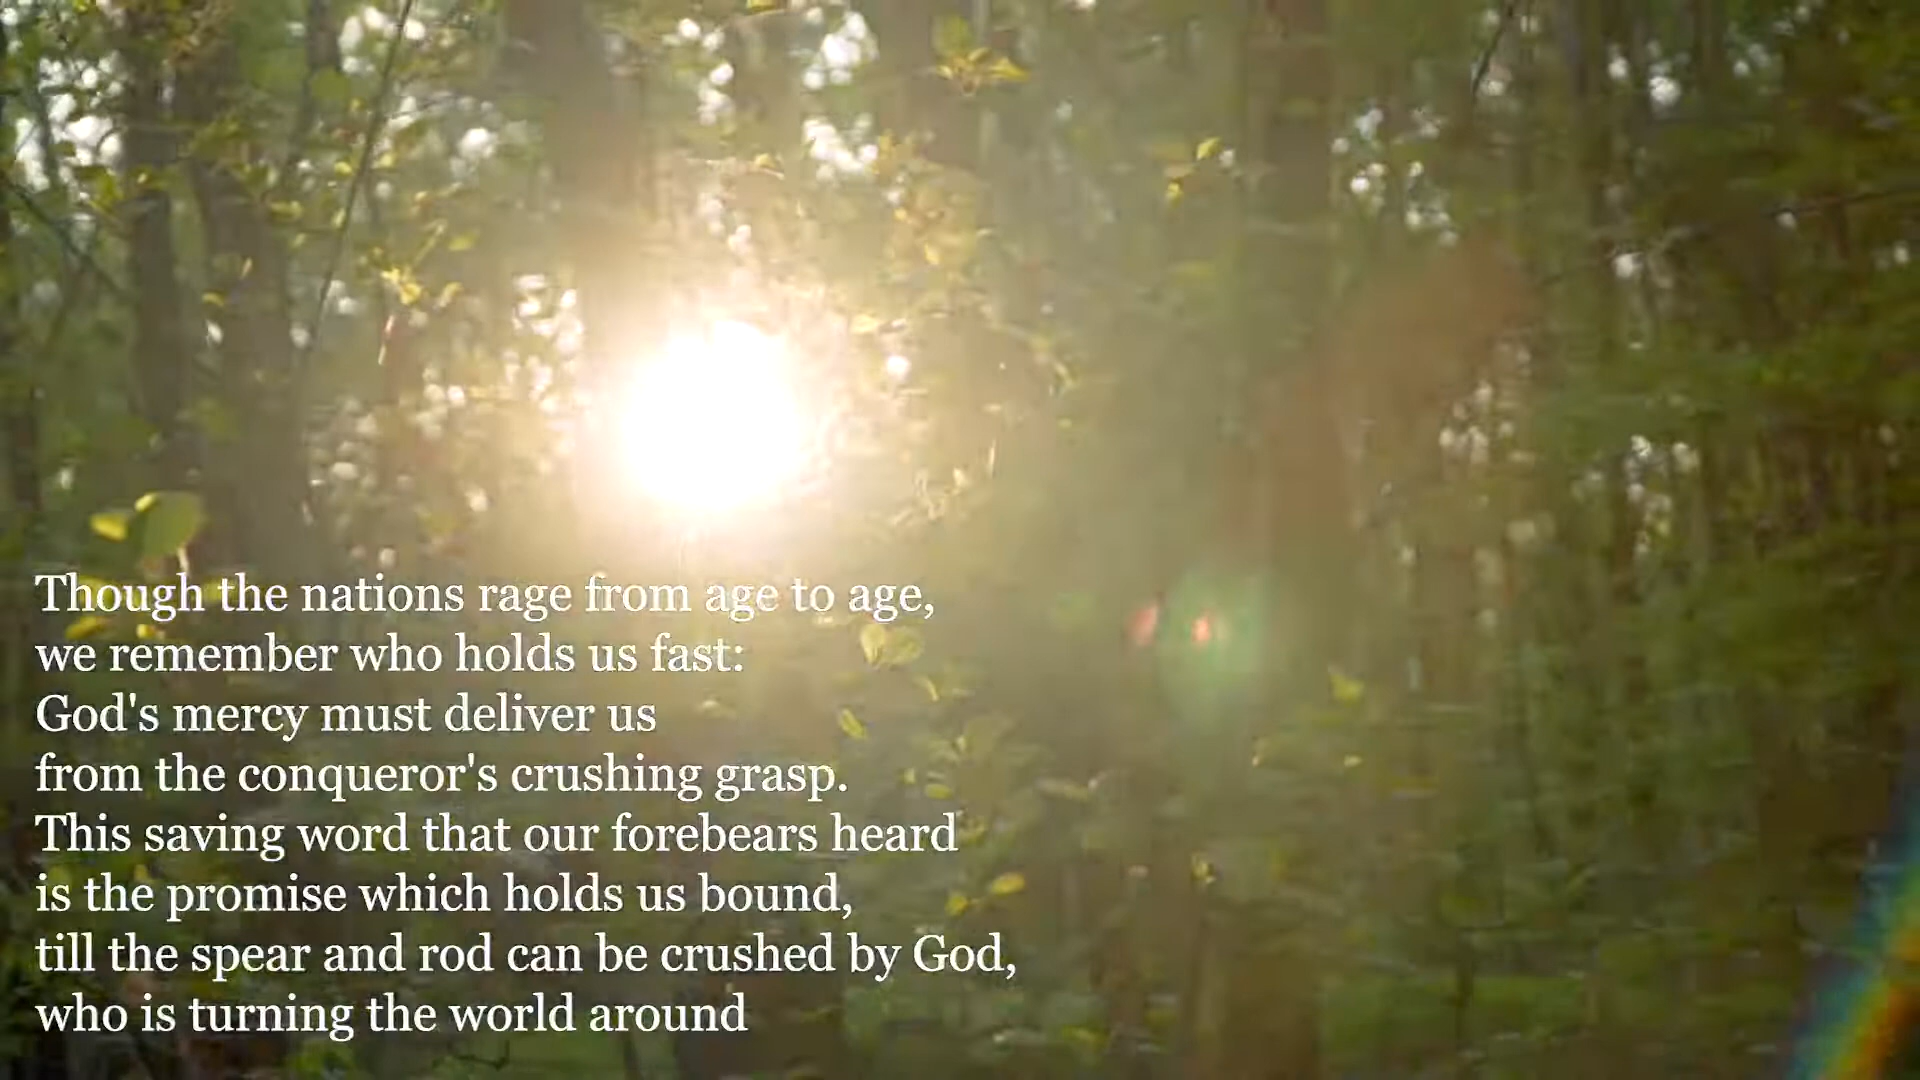 Though the nations rage from age to age,
we remember who holds us fast:
God's mercy must deliver us
from the conqueror's crushing grasp.
This saving word that our forebears heard
is the promise which holds us bound,
till the spear and rod can be crushed by God,
who is turning the world around